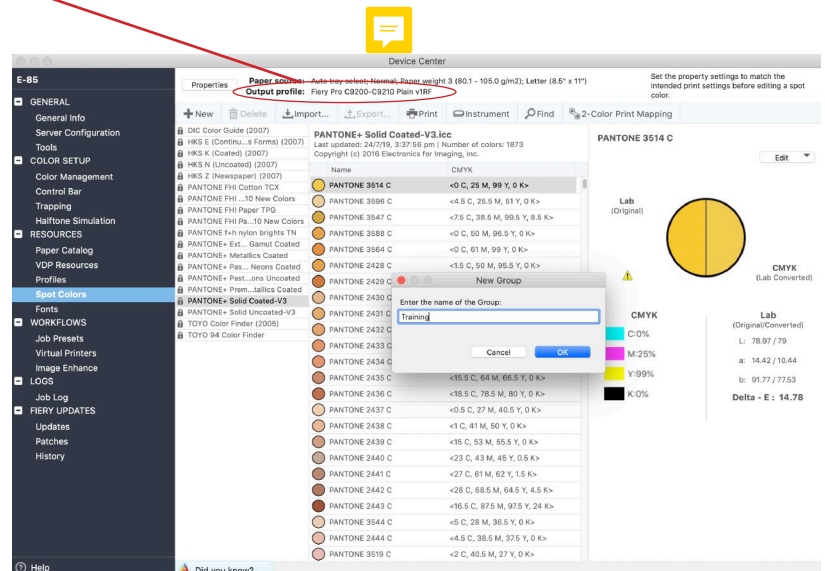 Device Center
E-85
GENERAL
General Info
Server Configuration
Tools
COLOR SETUP
Color Management
Control Bar
Trapping
Halftone Simulation
RESOURCES
Paper Catalog
VDP Resources
Profiles
Spot Colors
Fonts
WORKFLOWS
Job Presets
Virtual Printers
Image Enhance
LOGS
Job Log
FIERY UPDATES
Updates
Patches
History
Help
Properties
Paper source: Auto tray select; Normal; Paper weight 3 (80.1 - 105.0 g/m2); Letter (8.5" x 11")
Output profile: Fiery Pro C9200-C9210 Plain v1RF
Set the property settings to match the
intended print settings before editing a spot
color.
New Delete Import... Export... Print Instrument Find 2-Color Print Mapping
DIC Color Guide (2007)
HKS E (Continu...s Forms) (2007)
HKS K (Coated) (2007)
HKS N (Uncoated) (2007)
HKS Z (Newspaper) (2007)
PANTONE FHI Cotton TCX
PANTONE FHI ...10 New Colors
PANTONE FHI Paper TPG
PANTONE FHI Pa...10 New Colors
PANTONE f+h nylon brights TN
PANTONE+ Ext... Gamut Coated
PANTONE+ Metallics Coated
PANTONE+ Pas... Neons Coated
PANTONE+ Past...ons Uncoated
PANTONE+ Prem...tallics Coated
PANTONE+ Solid Coated-V3
PANTONE+ Solid Uncoated-V3
TOYO Color Finder (2005)
TOYO 94 Color Finder
PANTONE+ Solid Coated-V3.icc
Last updated: 24/7/19, 3:37:56 pm | Number of colors: 1873
Copyright (c) 2016 Electronics for Imaging, Inc.
Name CMYK
PANTONE 3514 C <0 C, 25 M, 99 Y, 0 K>
PANTONE 3596 C <4.5 C, 25.5 M, 51 Y, 0 K>
PANTONE 3547 C <7.5 C, 38.5 M, 99.5 Y, 8.5 K>
PANTONE 3588 C <0 C, 50 M, 96.5 Y, 0 K>
PANTONE 3564 C <0 C, 61 M, 99 Y, 0 K>
PANTONE 2428 C <1.5 C, 50 M, 95.5 Y, 0 K>
PANTONE 2429 C
PANTONE 2430 C
PANTONE 2431 C
PANTONE 2432 C
PANTONE 2433 C
PANTONE 2434 C
PANTONE 2435 C <15.5 C, 64 M, 66.5 Y, 0 K>
PANTONE 2436 C <18.5 C, 78.5 M, 80 Y, 0 K>
PANTONE 2437 C <0.5 C, 27 M, 40.5 Y, 0 K>
PANTONE 2438 C <1 C, 41 M, 50 Y, 0 K>
PANTONE 2439 C <15 C, 53 M, 55.5 Y, 0 K>
PANTONE 2440 C <23 C, 43 M, 45 Y, 0.5 K>
PANTONE 2441 C <27 C, 61 M, 62 Y, 1.5 K>
PANTONE 2442 C <28 C, 68.5 M, 64.5 Y, 4.5 K>
PANTONE 2443 C <16.5 C, 87.5 M, 97.5 Y, 24 K>
PANTONE 3544 C <5 C, 28 M, 36.5 Y, 0 K>
PANTONE 2444 C <4.5 C, 38.5 M, 37.5 Y, 0 K>
PANTONE 3519 C <2 C, 40.5 M, 27 Y, 0 K>
New Group
Enter the name of the Group:
Training
Cancel OK
PANTONE 3514 C
Edit
Lab
(Original)
CMYK
(Lab Converted)
CMYK
C:0%
M:25%
Y:99%
K:0%
Lab
(Original/Converted)
L: 78.97 / 79
a: 14.42 / 10.44
b: 91.77 / 77.53
Delta - E : 14.78
Did you know?